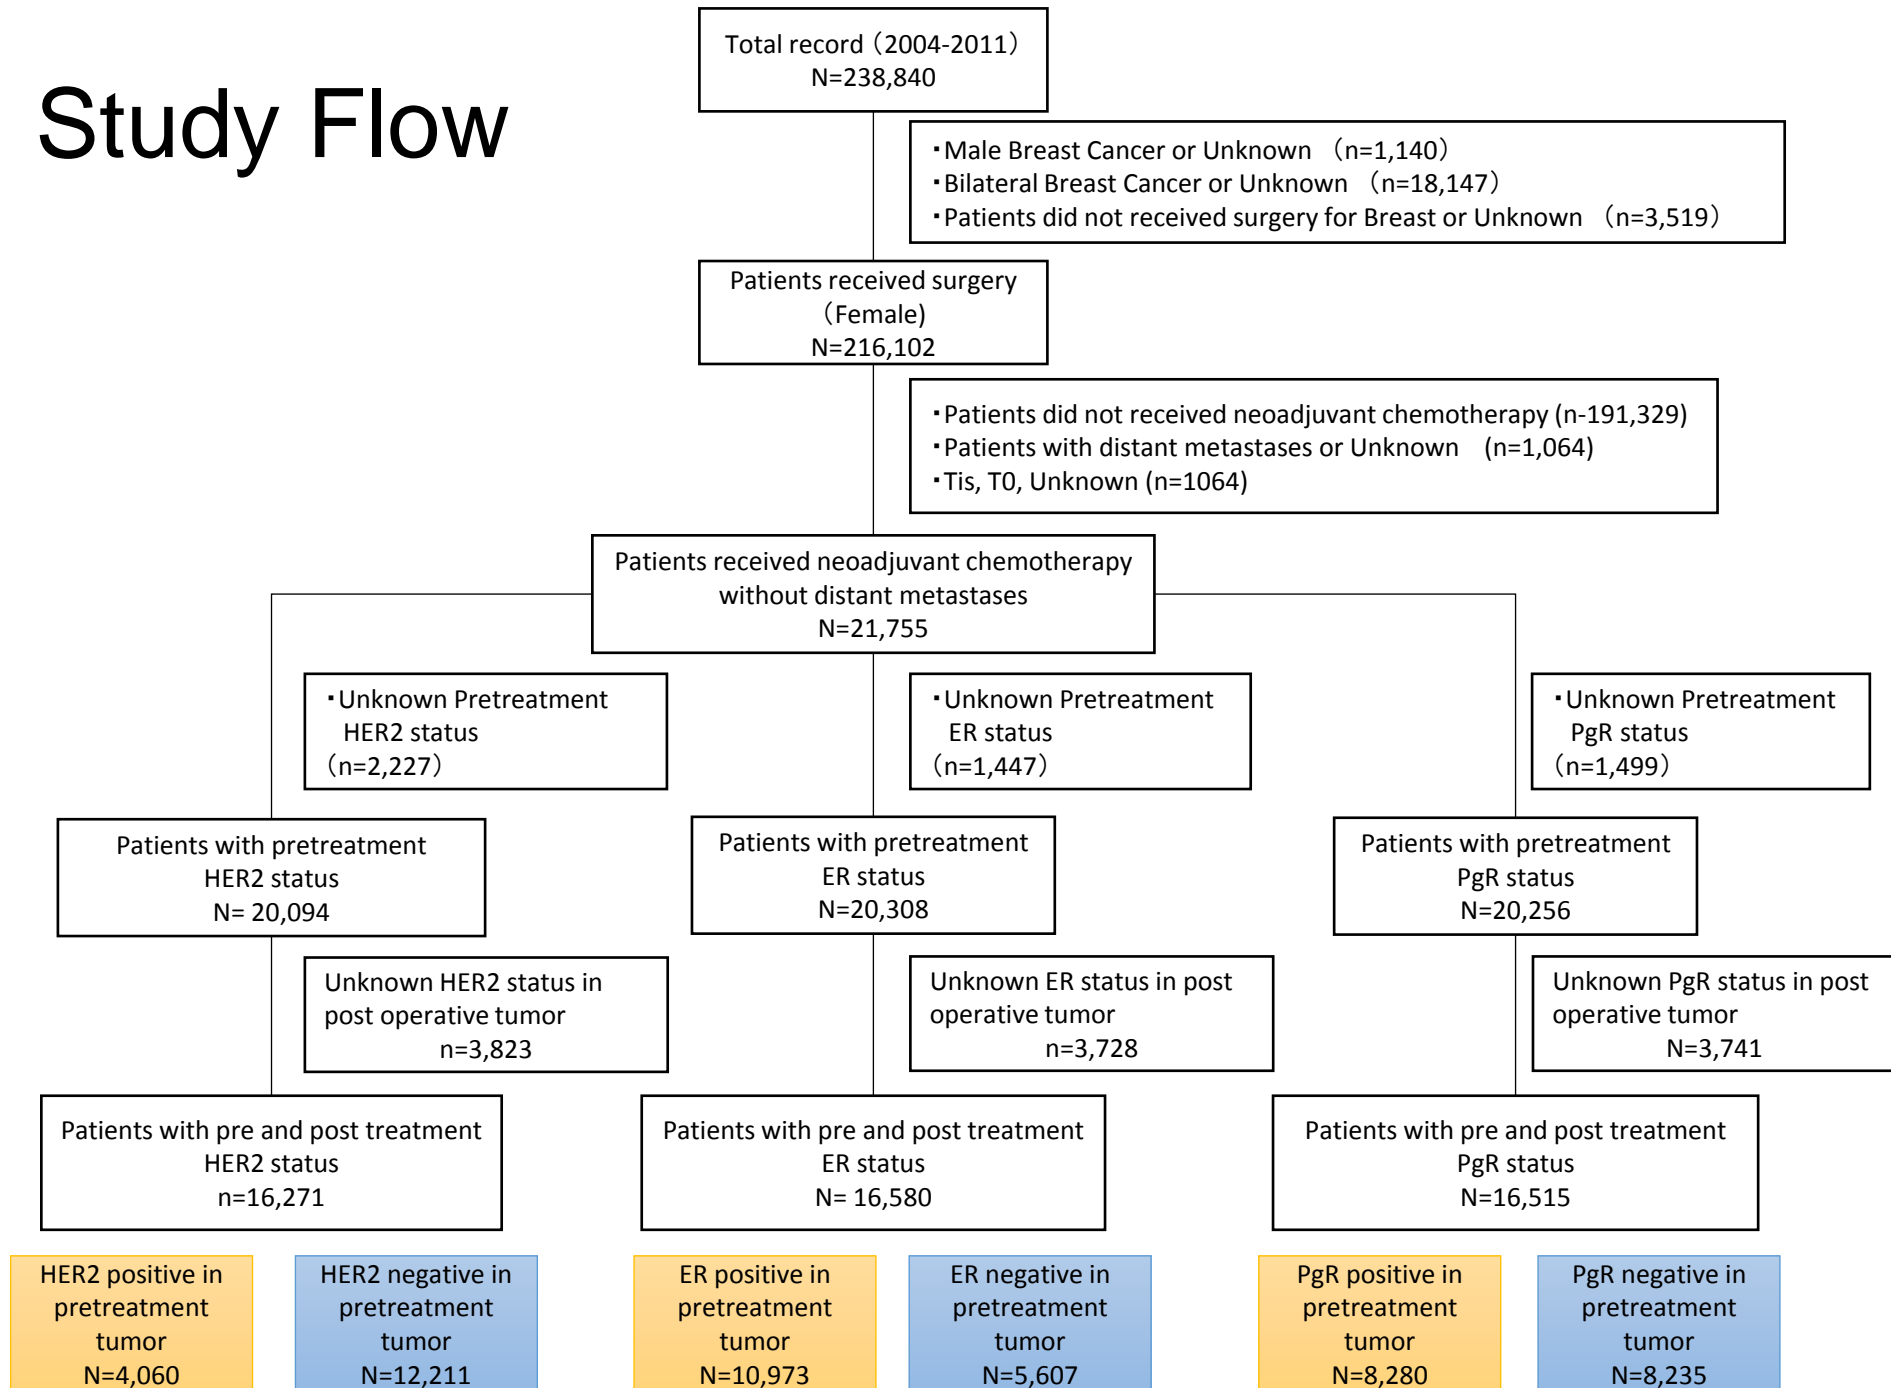 Study Flow
Total record（2004-2011）
N=238,840
・Male Breast Cancer or Unknown （n=1,140）
・Bilateral Breast Cancer or Unknown （n=18,147）
・Patients did not received surgery for Breast or Unknown （n=3,519）
Patients received surgery
（Female)
N=216,102
・Patients did not received neoadjuvant chemotherapy (n-191,329)
・Patients with distant metastases or Unknown (n=1,064)
・Tis, T0, Unknown (n=1064)
Patients received neoadjuvant chemotherapy
without distant metastases
N=21,755
・Unknown Pretreatment
HER2 status
（n=2,227）
・Unknown Pretreatment
ER status
（n=1,447）
・Unknown Pretreatment
PgR status
（n=1,499）
Patients with pretreatment
HER2 status
N= 20,094
Patients with pretreatment
ER status
N=20,308
Patients with pretreatment
PgR status
N=20,256
Unknown HER2 status in
post operative tumor
n=3,823
Unknown ER status in post
operative tumor
n=3,728
Unknown PgR status in post
operative tumor
N=3,741
Patients with pre and post treatment
HER2 status
n=16,271
Patients with pre and post treatment
ER status
N= 16,580
Patients with pre and post treatment
PgR status
N=16,515
HER2 positive in
pretreatment
tumor
N=4,060
HER2 negative in
pretreatment
tumor
N=12,211
ER positive in
pretreatment
tumor
N=10,973
ER negative in
pretreatment
tumor
N=5,607
PgR positive in
pretreatment
tumor
N=8,280
PgR negative in
pretreatment
tumor
N=8,235